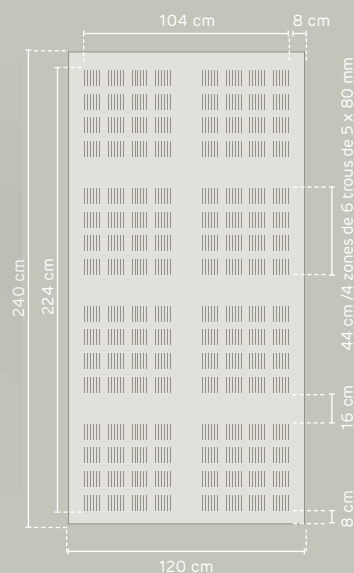 104 cm
8 cm
44 cm /4 zones de 6 trous de 5 x 80 mm
240 cm
224 cm
16 cm
8 cm
120 cm